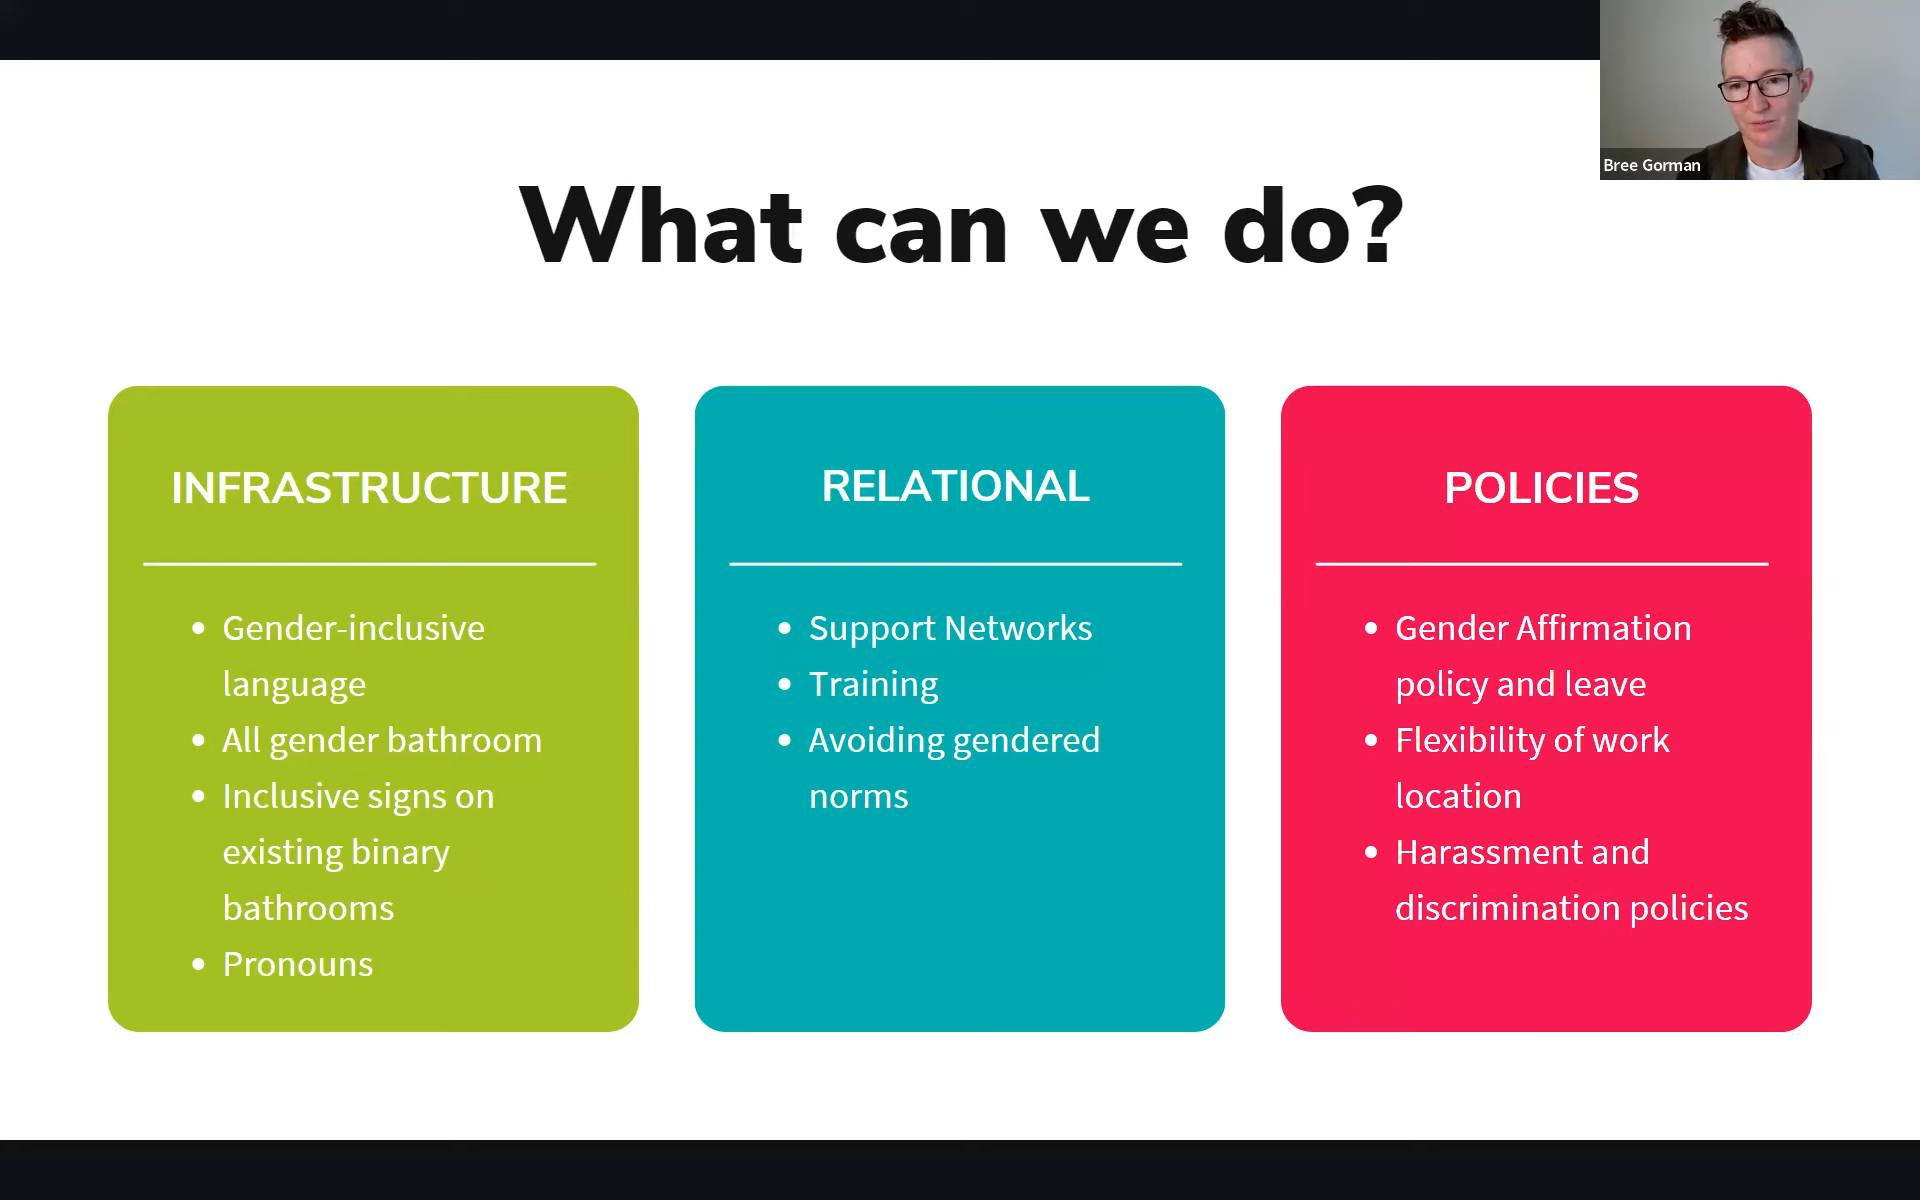 Bree Gorman
What can we do?
INFRASTRUCTURE
• Gender-inclusive
language
• All gender bathroom
• Inclusive signs on
existing binary
bathrooms
• Pronouns
RELATIONAL
• Support Networks
• Training
• Avoiding gendered
norms
POLICIES
• Gender Affirmation
policy and leave
• Flexibility of work
location
• Harassment and
discrimination policies